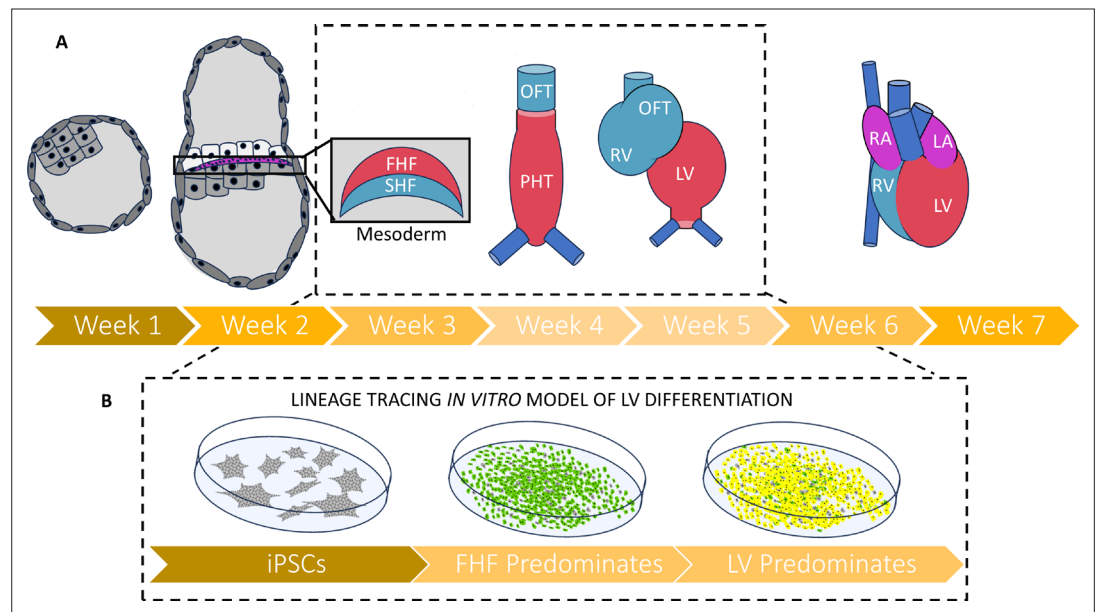 A
FHF
SHF
Mesoderm
OFT
PHT
OFT
RV
LV
RA
LA
RV
LV
Week 1
Week 2
Week 3
Week 4
Week 5
Week 6
Week 7
B
LINEAGE TRACING IN VITRO MODEL OF LV DIFFERENTIATION
iPSCs
FHF Predominates
LV Predominates